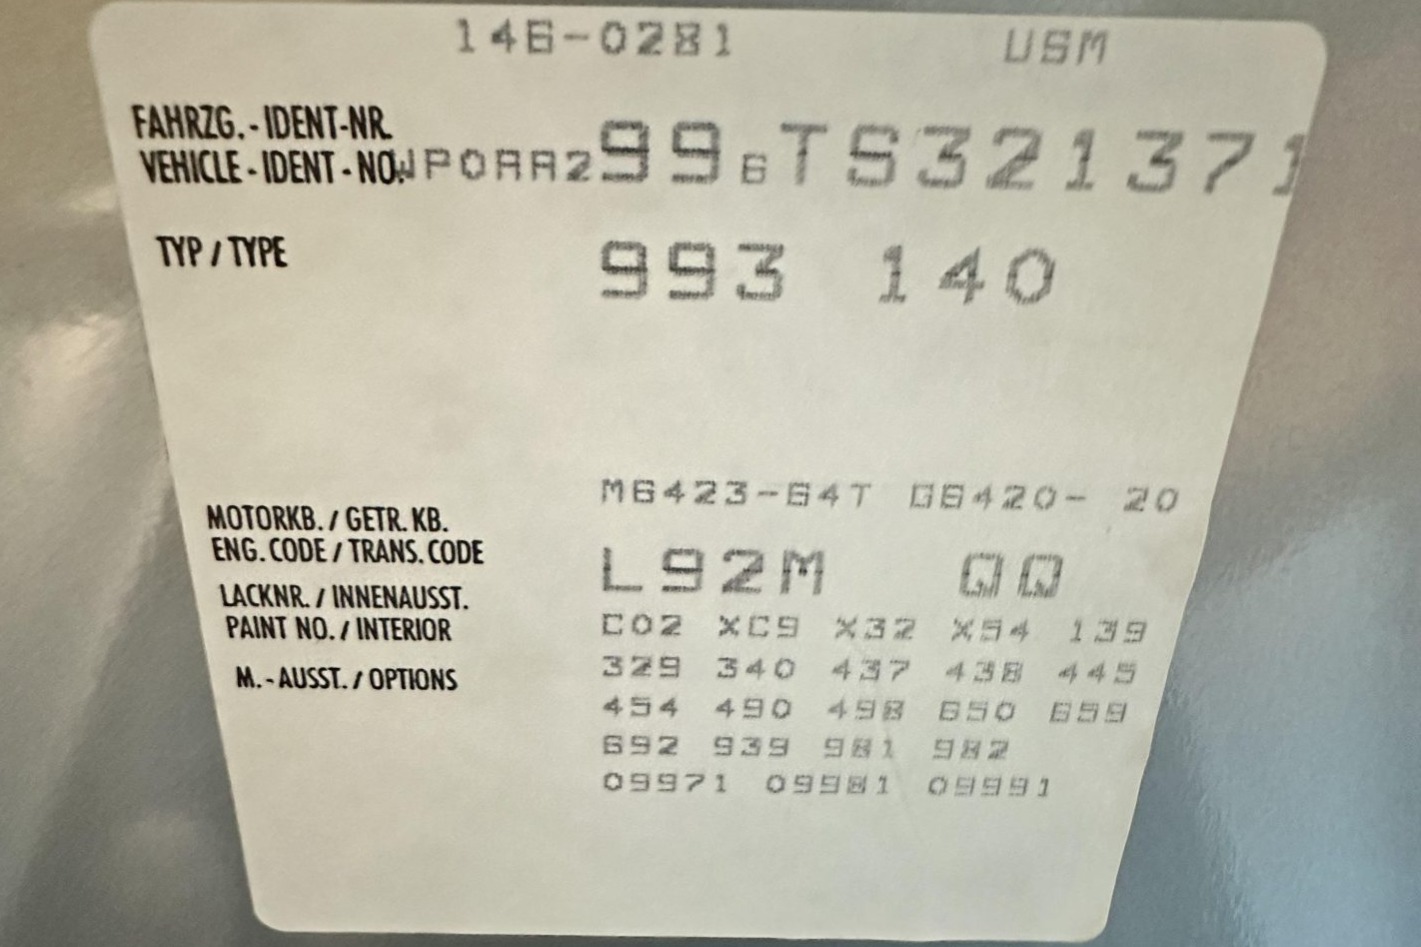 146-0281 USM
FAHRZG.-IDENT-NR.
VEHICLE-IDENT-NO. WP0AA2996TS321371
TYP / TYPE 993 140
M6423-64T G6420- 20
MOTORKB. / GETR. KB.
ENG. CODE / TRANS. CODE
L92M QQ
LACKNR. / INNENAUSST.
PAINT NO. / INTERIOR
C02 XC9 X32 X54 139
M.-AUSST. / OPTIONS
329 340 437 438 445
454 490 498 650 659
692 939 981 982
09971 09981 09991